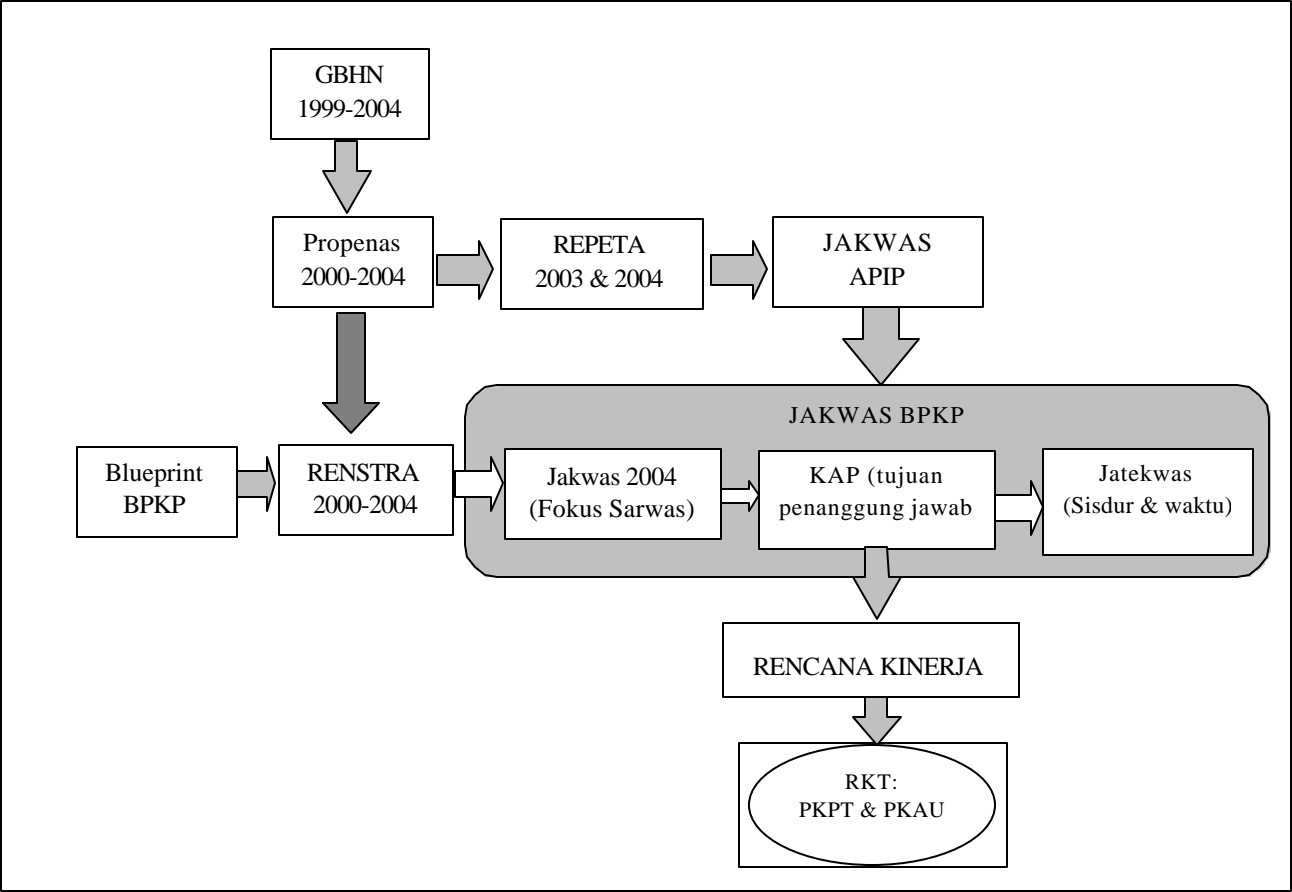 GBHN
1999-2004
Propenas
2000-2004
REPETA
2003 & 2004
JAKWAS
APIP
JAKWAS BPKP
Blueprint
BPKP
RENSTRA
2000-2004
Jakwas 2004
(Fokus Sarwas)
KAP (tujuan
penanggung jawab
Jatekwas
(Sisdur & waktu)
RENCANA KINERJA
RKT:
PKPT & PKAU